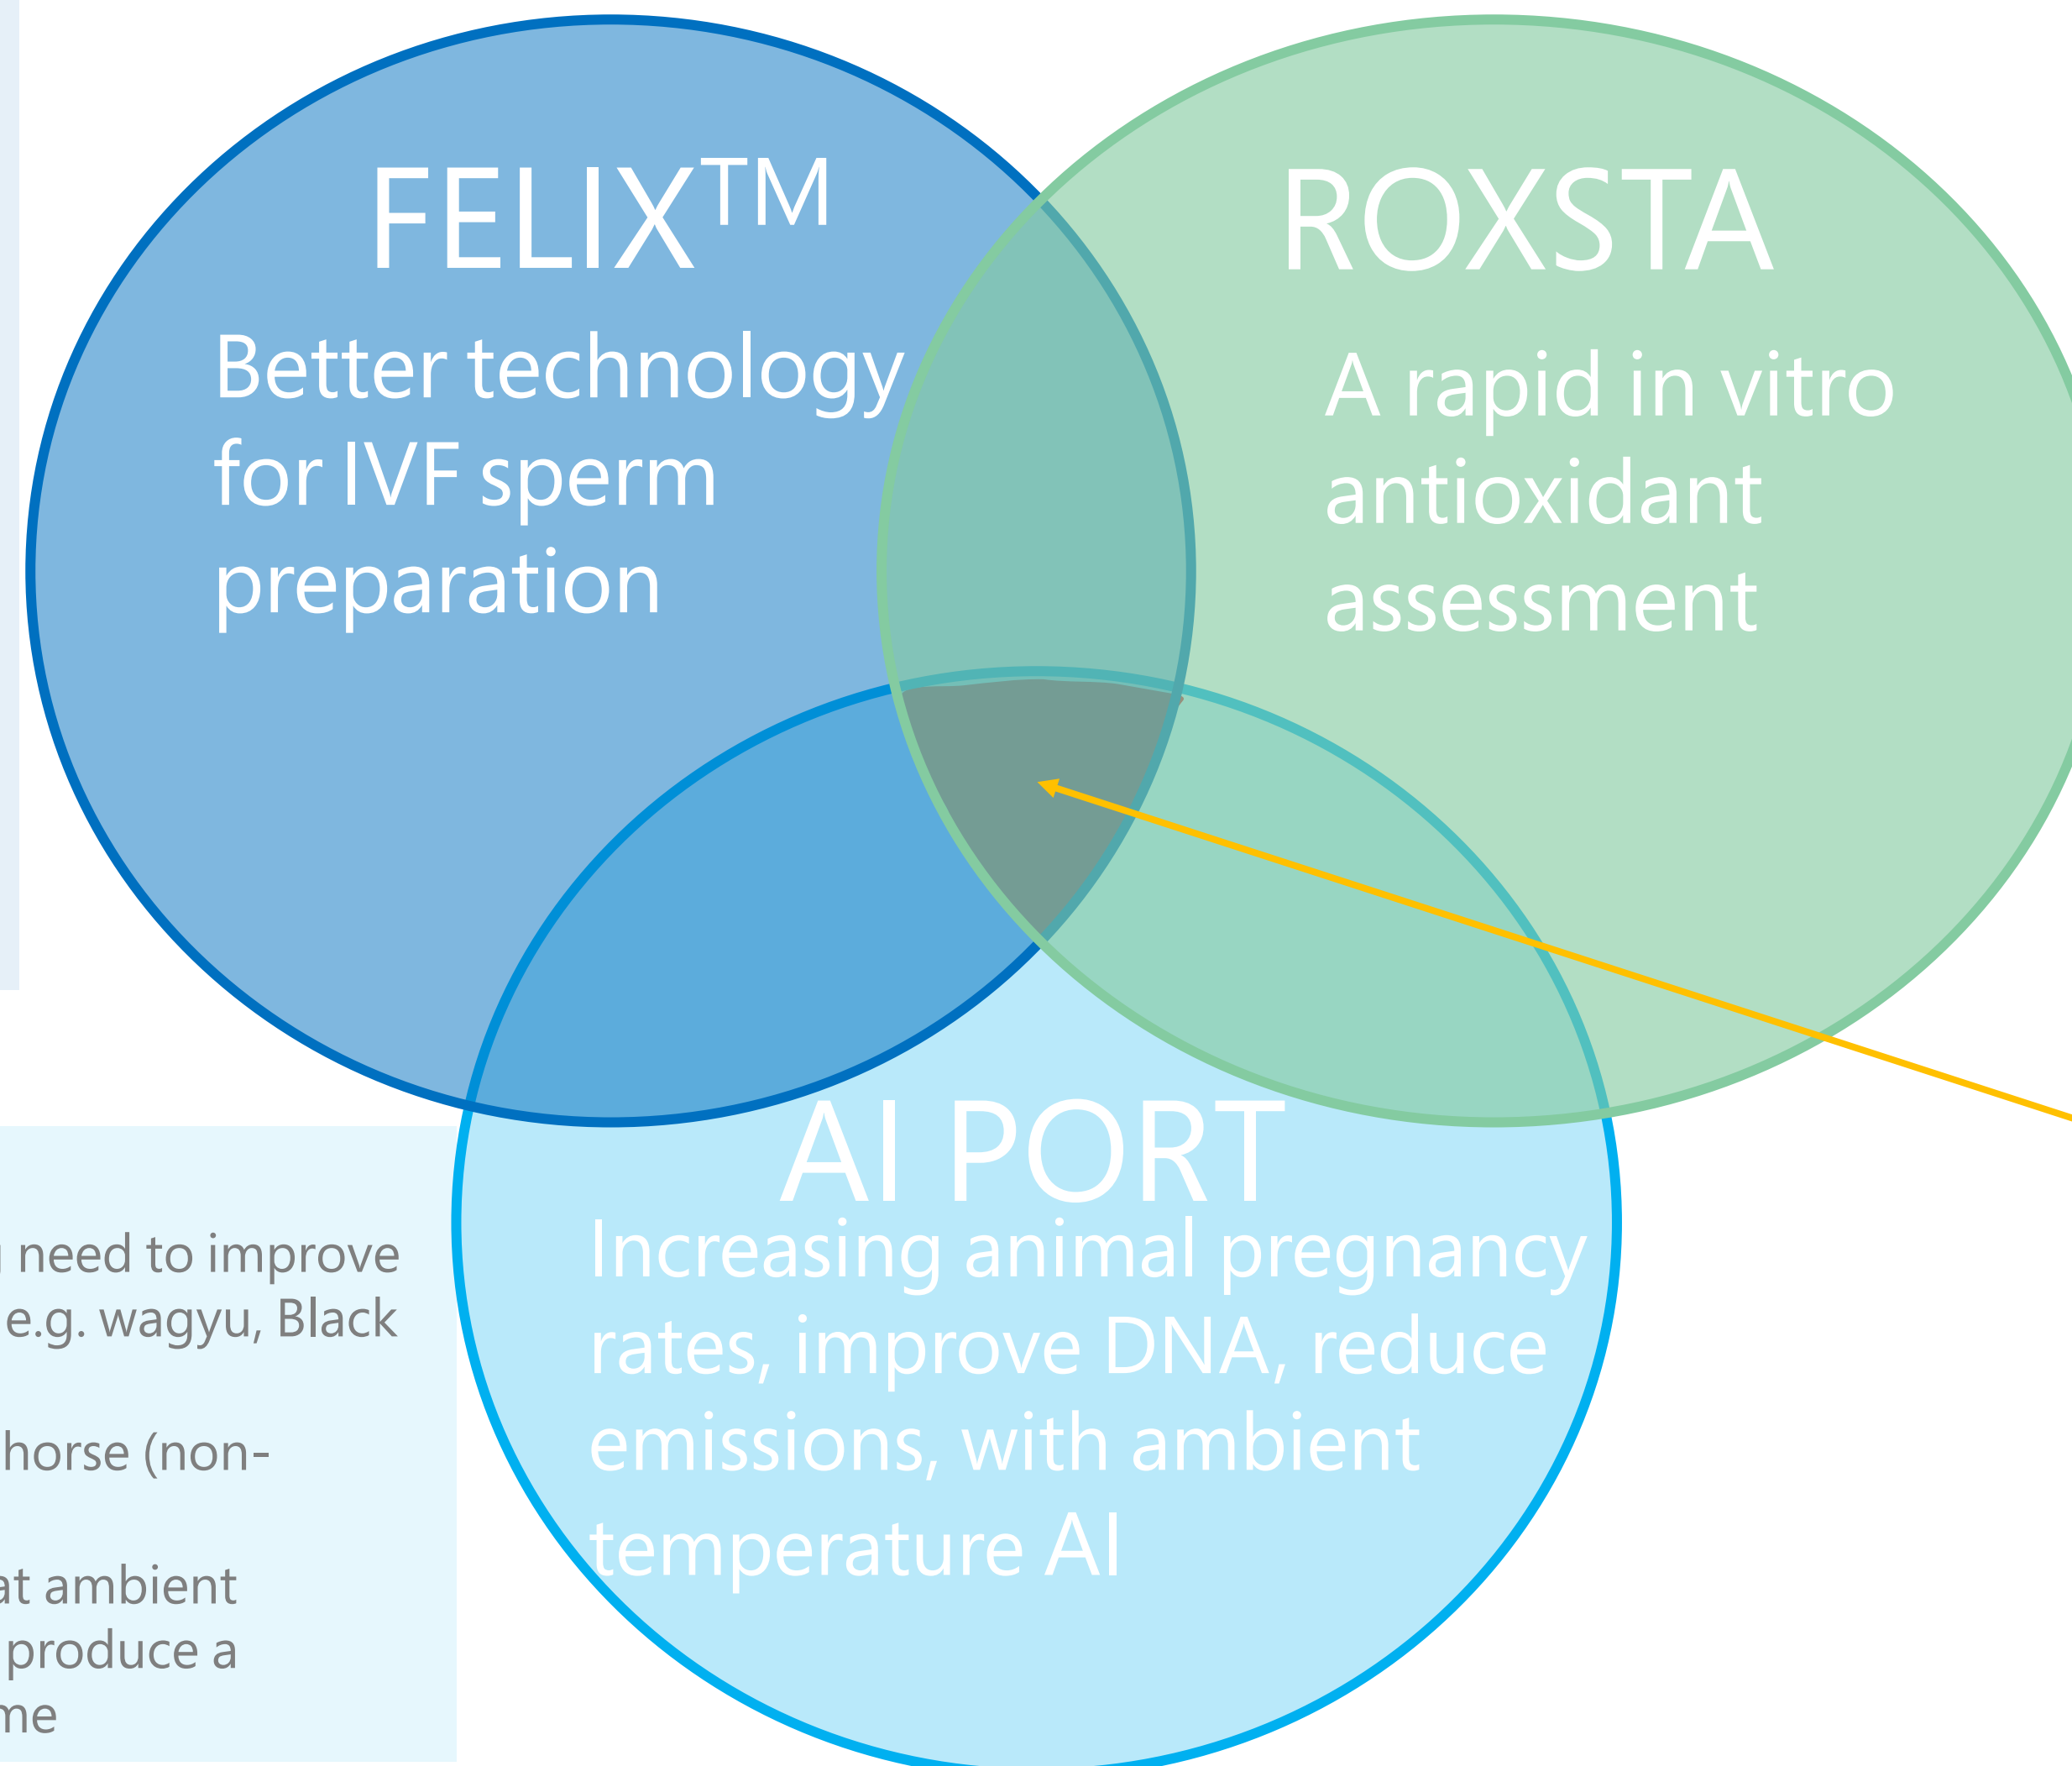 FELIX™
Better technology
for IVF sperm
preparation
ROXSTA
A rapid in vitro
antioxidant
assessment
AI PORT
Increasing animal pregnancy
rates, improve DNA, reduce
emissions, with ambient
temperature AI
need to improve
e.g. wagyu, Black
horse (non-
at ambient
produce a
me